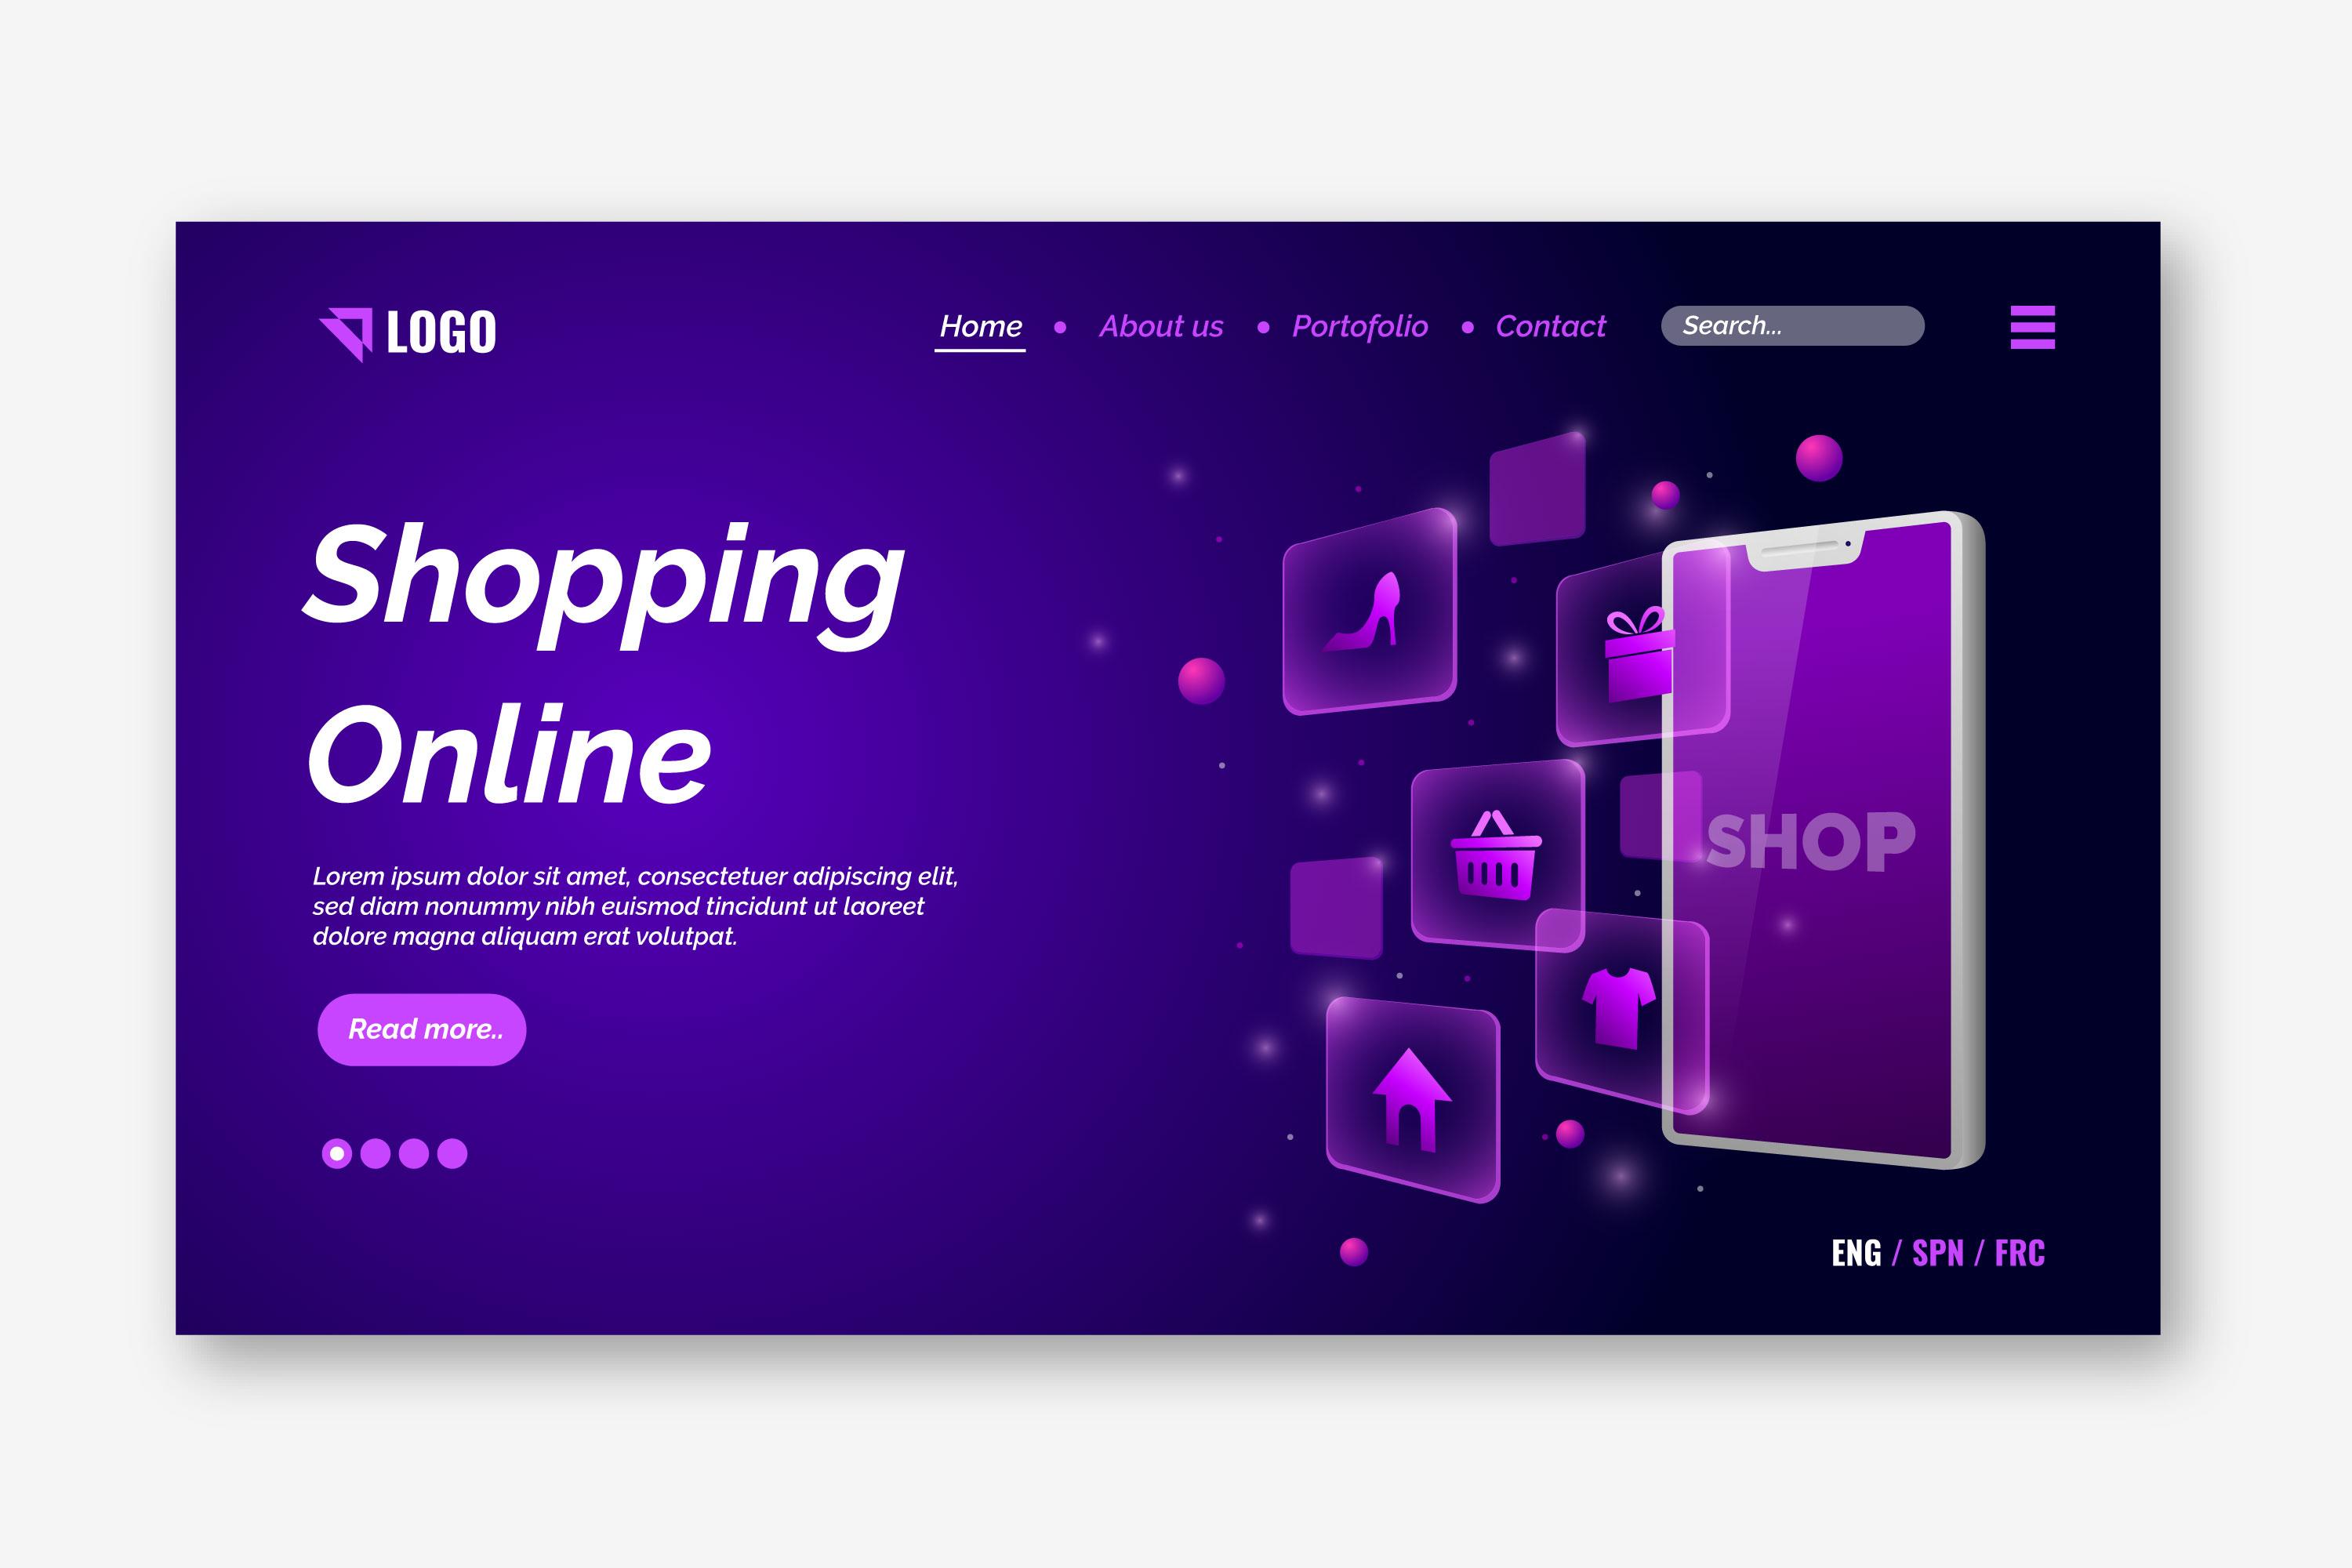 LOGO
Home • About us • Portofolio • Contact
Search...
Shopping
Online
Lorem ipsum dolor sit amet, consectetuer adipiscing elit,
sed diam nonummy nibh euismod tincidunt ut laoreet
dolore magna aliquam erat volutpat.
Read more..
SHOP
ENG / SPN / FRC